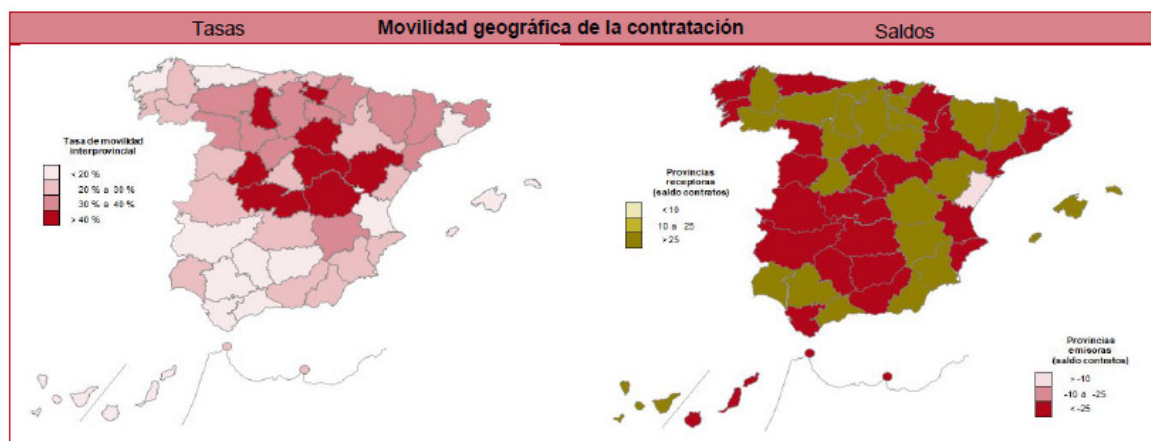 Tasas
Movilidad geográfica de la contratación
Saldos
Tasa de movilidad
interprovincial
< 20 %
20 % a 30 %
30 % a 40 %
> 40 %
Provincias
receptoras
(saldo contratos)
<10
10 a 25
>25
Provincias
emisoras
(saldo contratos)
> -10
-10 a -25
< -25